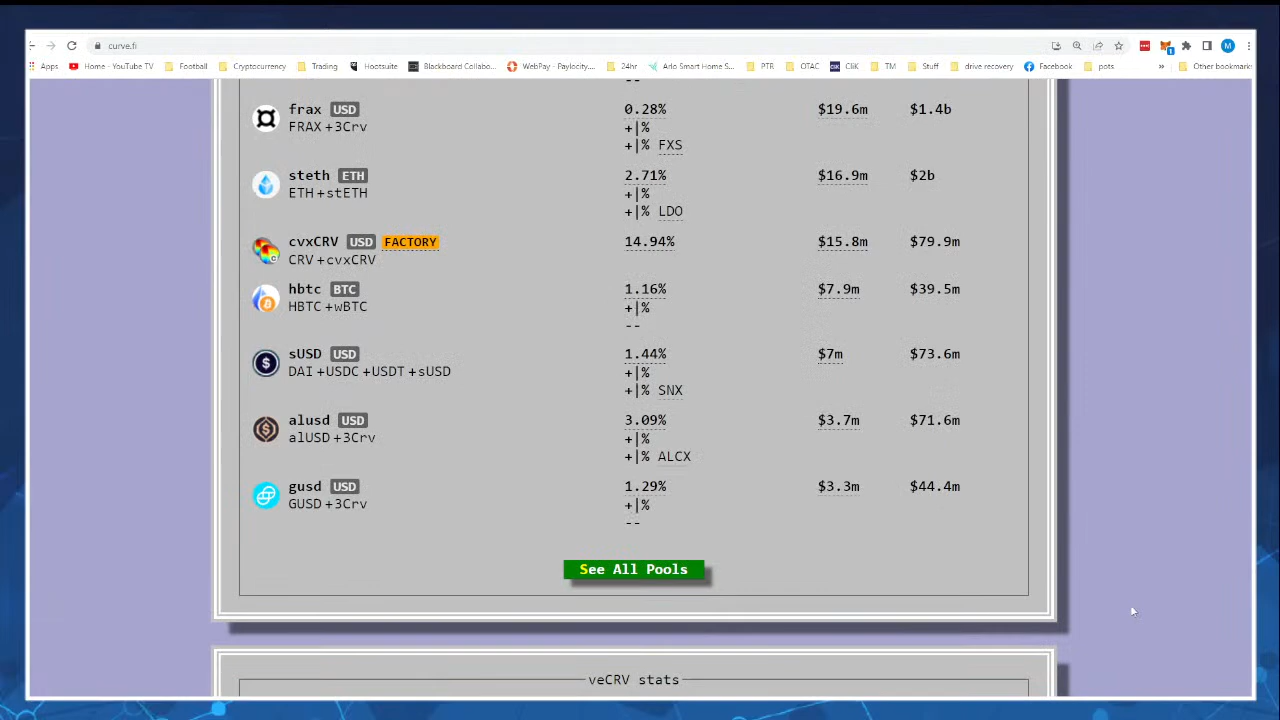 curve.fi
Apps Home - YouTube TV Football Cryptocurrency Trading Hootsuite Blackboard Collabo... WebPay - Paylocity.... 24hr Arlo Smart Home S... PTR OTAC CliK TM Stuff drive recovery Facebook pots » Other bookmarks
--
frax USD 0.28% $19.6m $1.4b
FRAX +3Crv +|%
+|% FXS
steth ETH 2.71% $16.9m $2b
ETH +stETH +|%
+|% LDO
cvxCRV USD FACTORY 14.94% $15.8m $79.9m
CRV +cvxCRV
hbtc BTC 1.16% $7.9m $39.5m
HBTC +wBTC +|%
--
sUSD USD 1.44% $7m $73.6m
DAI +USDC +USDT +sUSD +|%
+|% SNX
alusd USD 3.09% $3.7m $71.6m
alUSD +3Crv +|%
+|% ALCX
gusd USD 1.29% $3.3m $44.4m
GUSD +3Crv +|%
--
See All Pools
veCRV stats